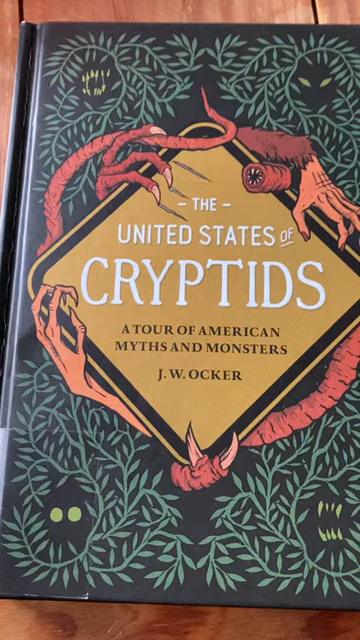 - THE -
UNITED STATES OF
CRYPTIDS
A TOUR OF AMERICAN
MYTHS AND MONSTERS
J. W. OCKER